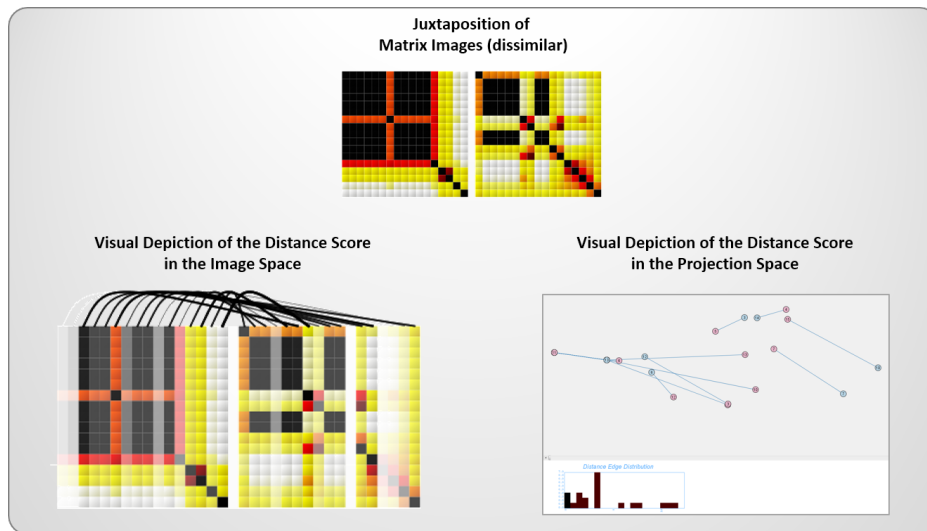 Juxtaposition of
Matrix Images (dissimilar)
Visual Depiction of the Distance Score
in the Image Space
Visual Depiction of the Distance Score
in the Projection Space
Distance Edge Distribution